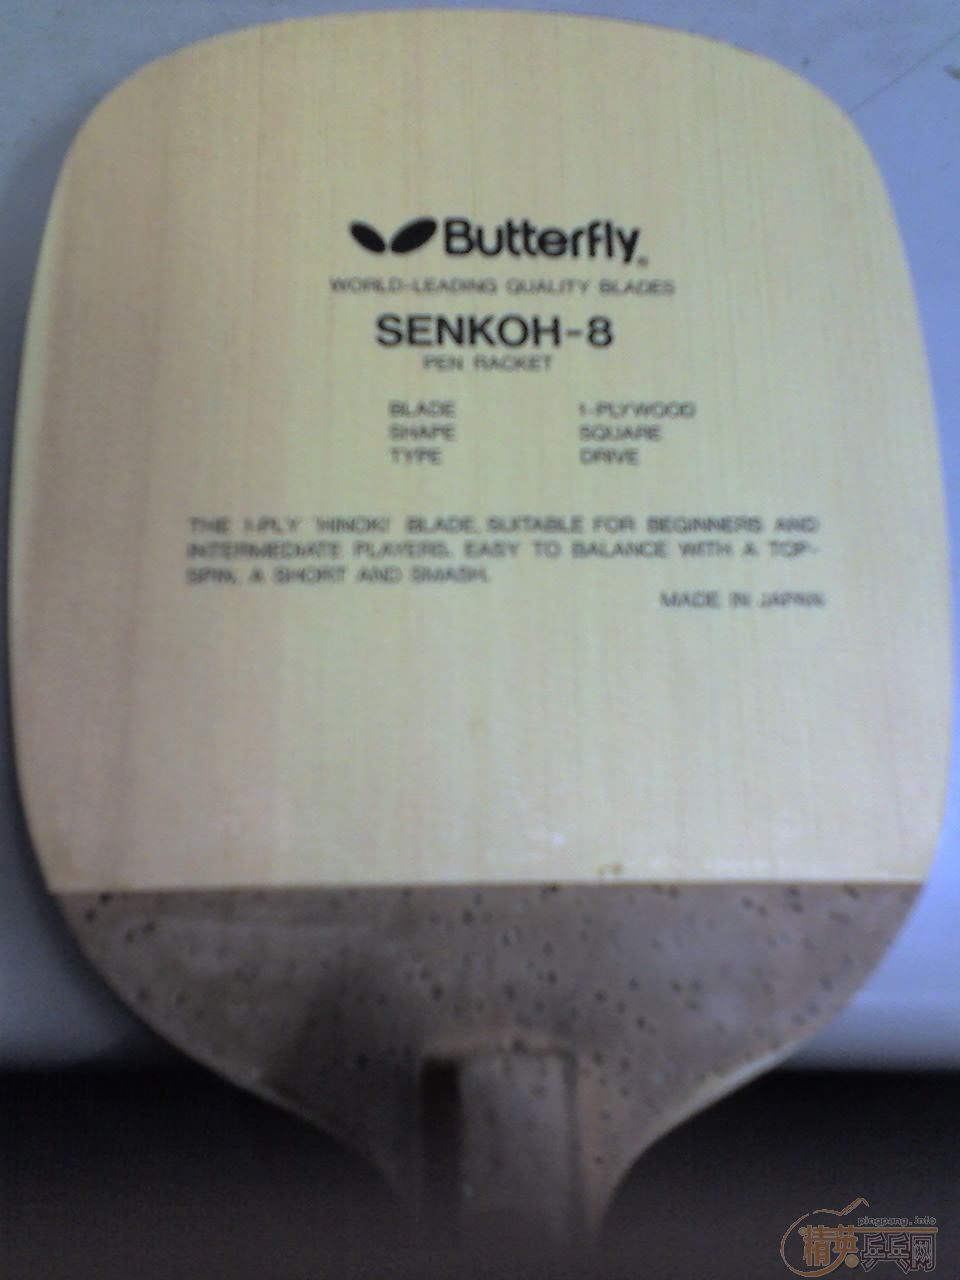 Butterfly®
WORLD-LEADING QUALITY BLADES
SENKOH-8
PEN RACKET
BLADE 1-PLYWOOD
SHAPE SQUARE
TYPE DRIVE
THE 1-PLY 'HINOKI' BLADE, SUITABLE FOR BEGINNERS AND
INTERMEDIATE PLAYERS. EASY TO BALANCE WITH A TOP-
SPIN, A SHORT AND SMASH.
MADE IN JAPAN
pingpung.info
精英乒乓网